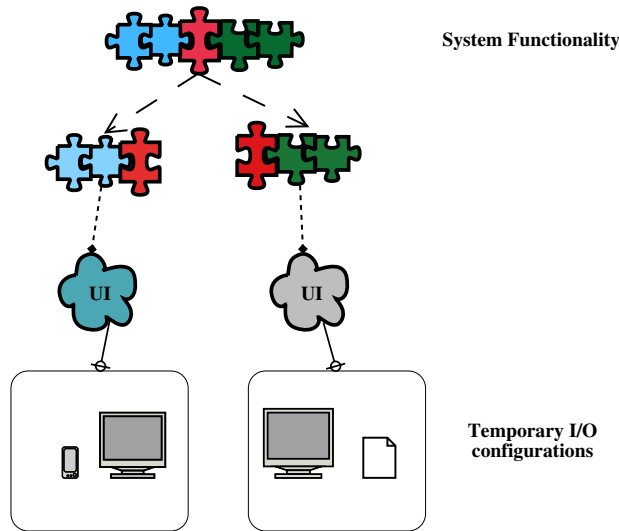 System Functionality
UI
UI
Temporary I/O
configurations